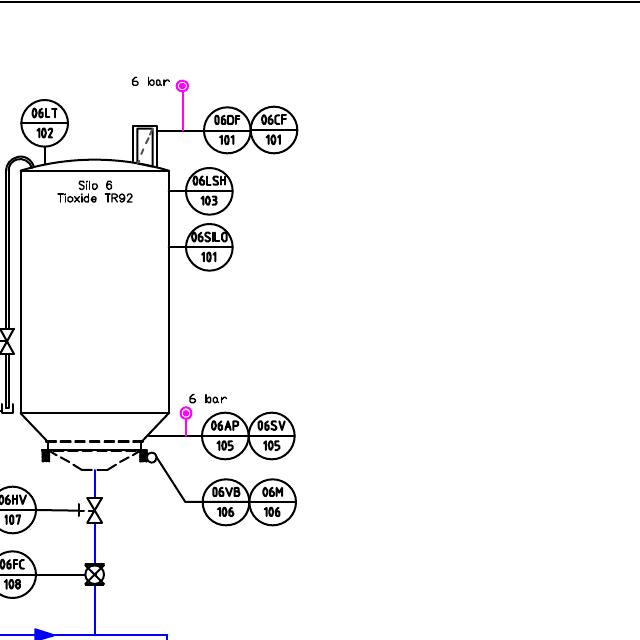 6 bar
06LT
102
06DF
101
06CF
101
Silo 6
Tioxide TR92
06LSH
103
06SILO
101
6 bar
06AP
105
06SV
105
06HV
107
06VB
106
06M
106
06FC
108